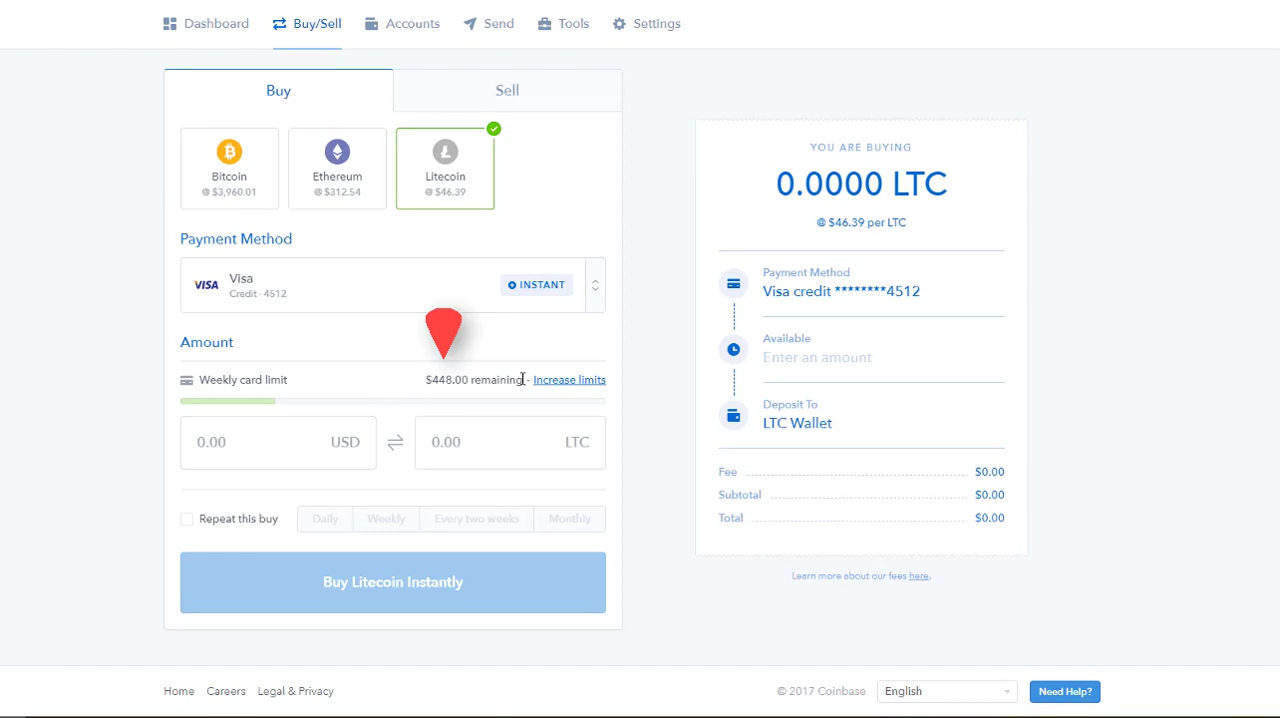 Dashboard Buy/Sell Accounts Send Tools Settings
Buy Sell
Bitcoin
@ $3,960.01
Ethereum
@ $312.54
Litecoin
@ $46.39
Payment Method
VISA Visa
Credit · 4512
INSTANT
Amount
Weekly card limit $448.00 remaining - Increase limits
0.00 USD 0.00 LTC
Repeat this buy Daily Weekly Every two weeks Monthly
Buy Litecoin Instantly
YOU ARE BUYING
0.0000 LTC
@ $46.39 per LTC
Payment Method
Visa credit ********4512
Available
Enter an amount
Deposit To
LTC Wallet
Fee $0.00
Subtotal $0.00
Total $0.00
Learn more about our fees here.
Home Careers Legal & Privacy © 2017 Coinbase English Need Help?